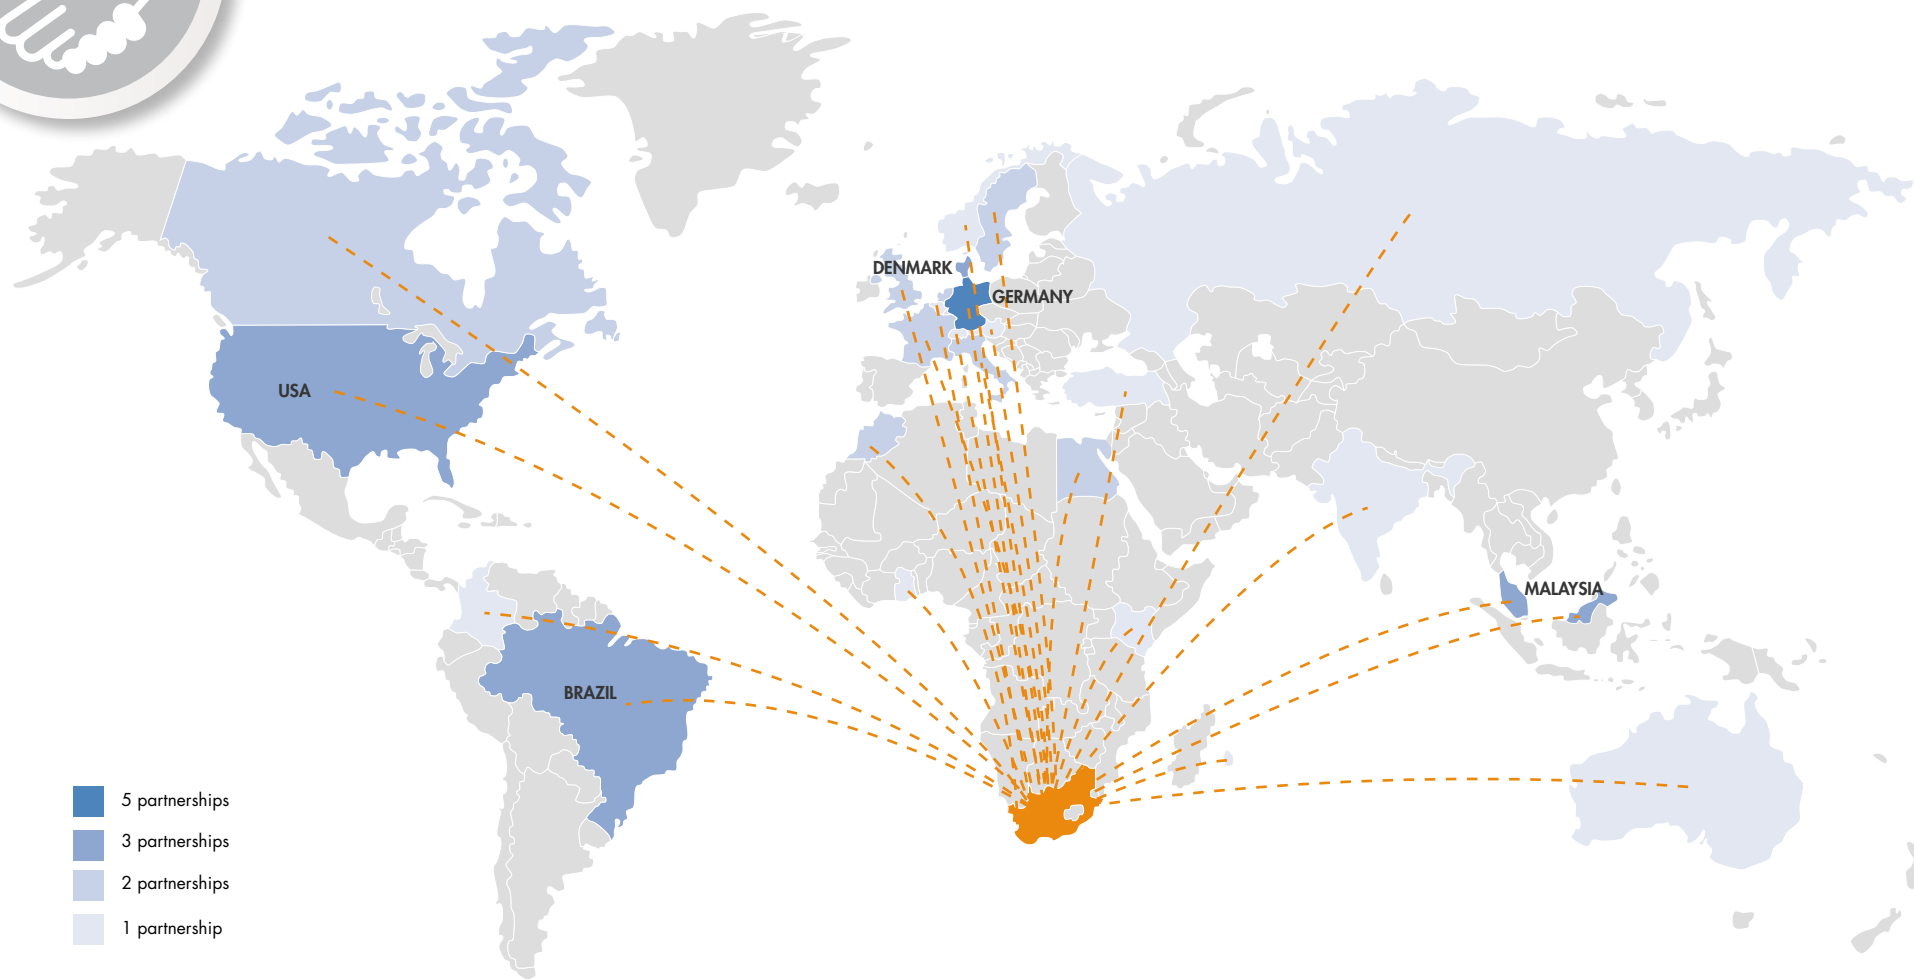 DENMARK
GERMANY
USA
MALAYSIA
BRAZIL
5 partnerships
3 partnerships
2 partnerships
1 partnership